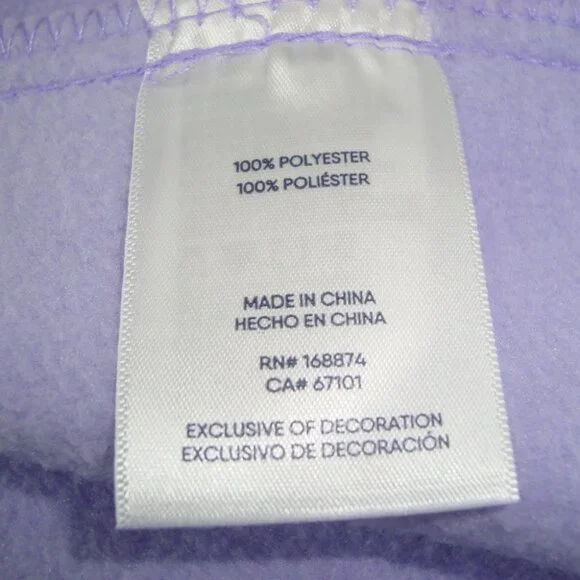 100% POLYESTER
100% POLIÉSTER
MADE IN CHINA
HECHO EN CHINA
RN# 168874
CA# 67101
EXCLUSIVE OF DECORATION
EXCLUSIVO DE DECORACIÓN